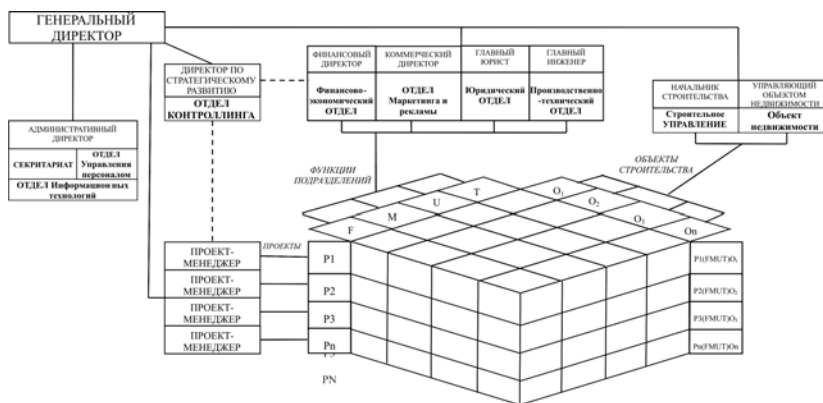 ГЕНЕРАЛЬНЫЙ
ДИРЕКТОР
ДИРЕКТОР ПО
СТРАТЕГИЧЕСКОМУ
РАЗВИТИЮ
ОТДЕЛ
КОНТРОЛЛИНГА
ФИНАНСОВЫЙ
ДИРЕКТОР
Финансово-
экономический
ОТДЕЛ
КОММЕРЧЕСКИЙ
ДИРЕКТОР
ОТДЕЛ
Маркетинга и
рекламы
ГЛАВНЫЙ
ЮРИСТ
Юридический
ОТДЕЛ
ГЛАВНЫЙ
ИНЖЕНЕР
Производственно
-технический
ОТДЕЛ
НАЧАЛЬНИК
СТРОИТЕЛЬСТВА
Строительное
УПРАВЛЕНИЕ
УПРАВЛЯЮЩИЙ
ОБЪЕКТОМ
НЕДВИЖИМОСТИ
Объект
недвижимости
АДМИНИСТРАТИВНЫЙ
ДИРЕКТОР
СЕКРИТАРИАТ
ОТДЕЛ
Управления
персоналом
ОТДЕЛ Информационных
технологий
ФУНКЦИИ
ПОДРАЗДЕЛЕНИЙ
ОБЪЕКТЫ
СТРОИТЕЛЬСТВА
F
M
U
T
O₁
O₂
O₃
On
ПРОЕКТЫ
ПРОЕКТ-
МЕНЕДЖЕР
ПРОЕКТ-
МЕНЕДЖЕР
ПРОЕКТ-
МЕНЕДЖЕР
ПРОЕКТ-
МЕНЕДЖЕР
P1
P2
P3
Pn
PN
P1(FMUT)O₁
P2(FMUT)O₂
P3(FMUT)O₃
Pn(FMUT)On